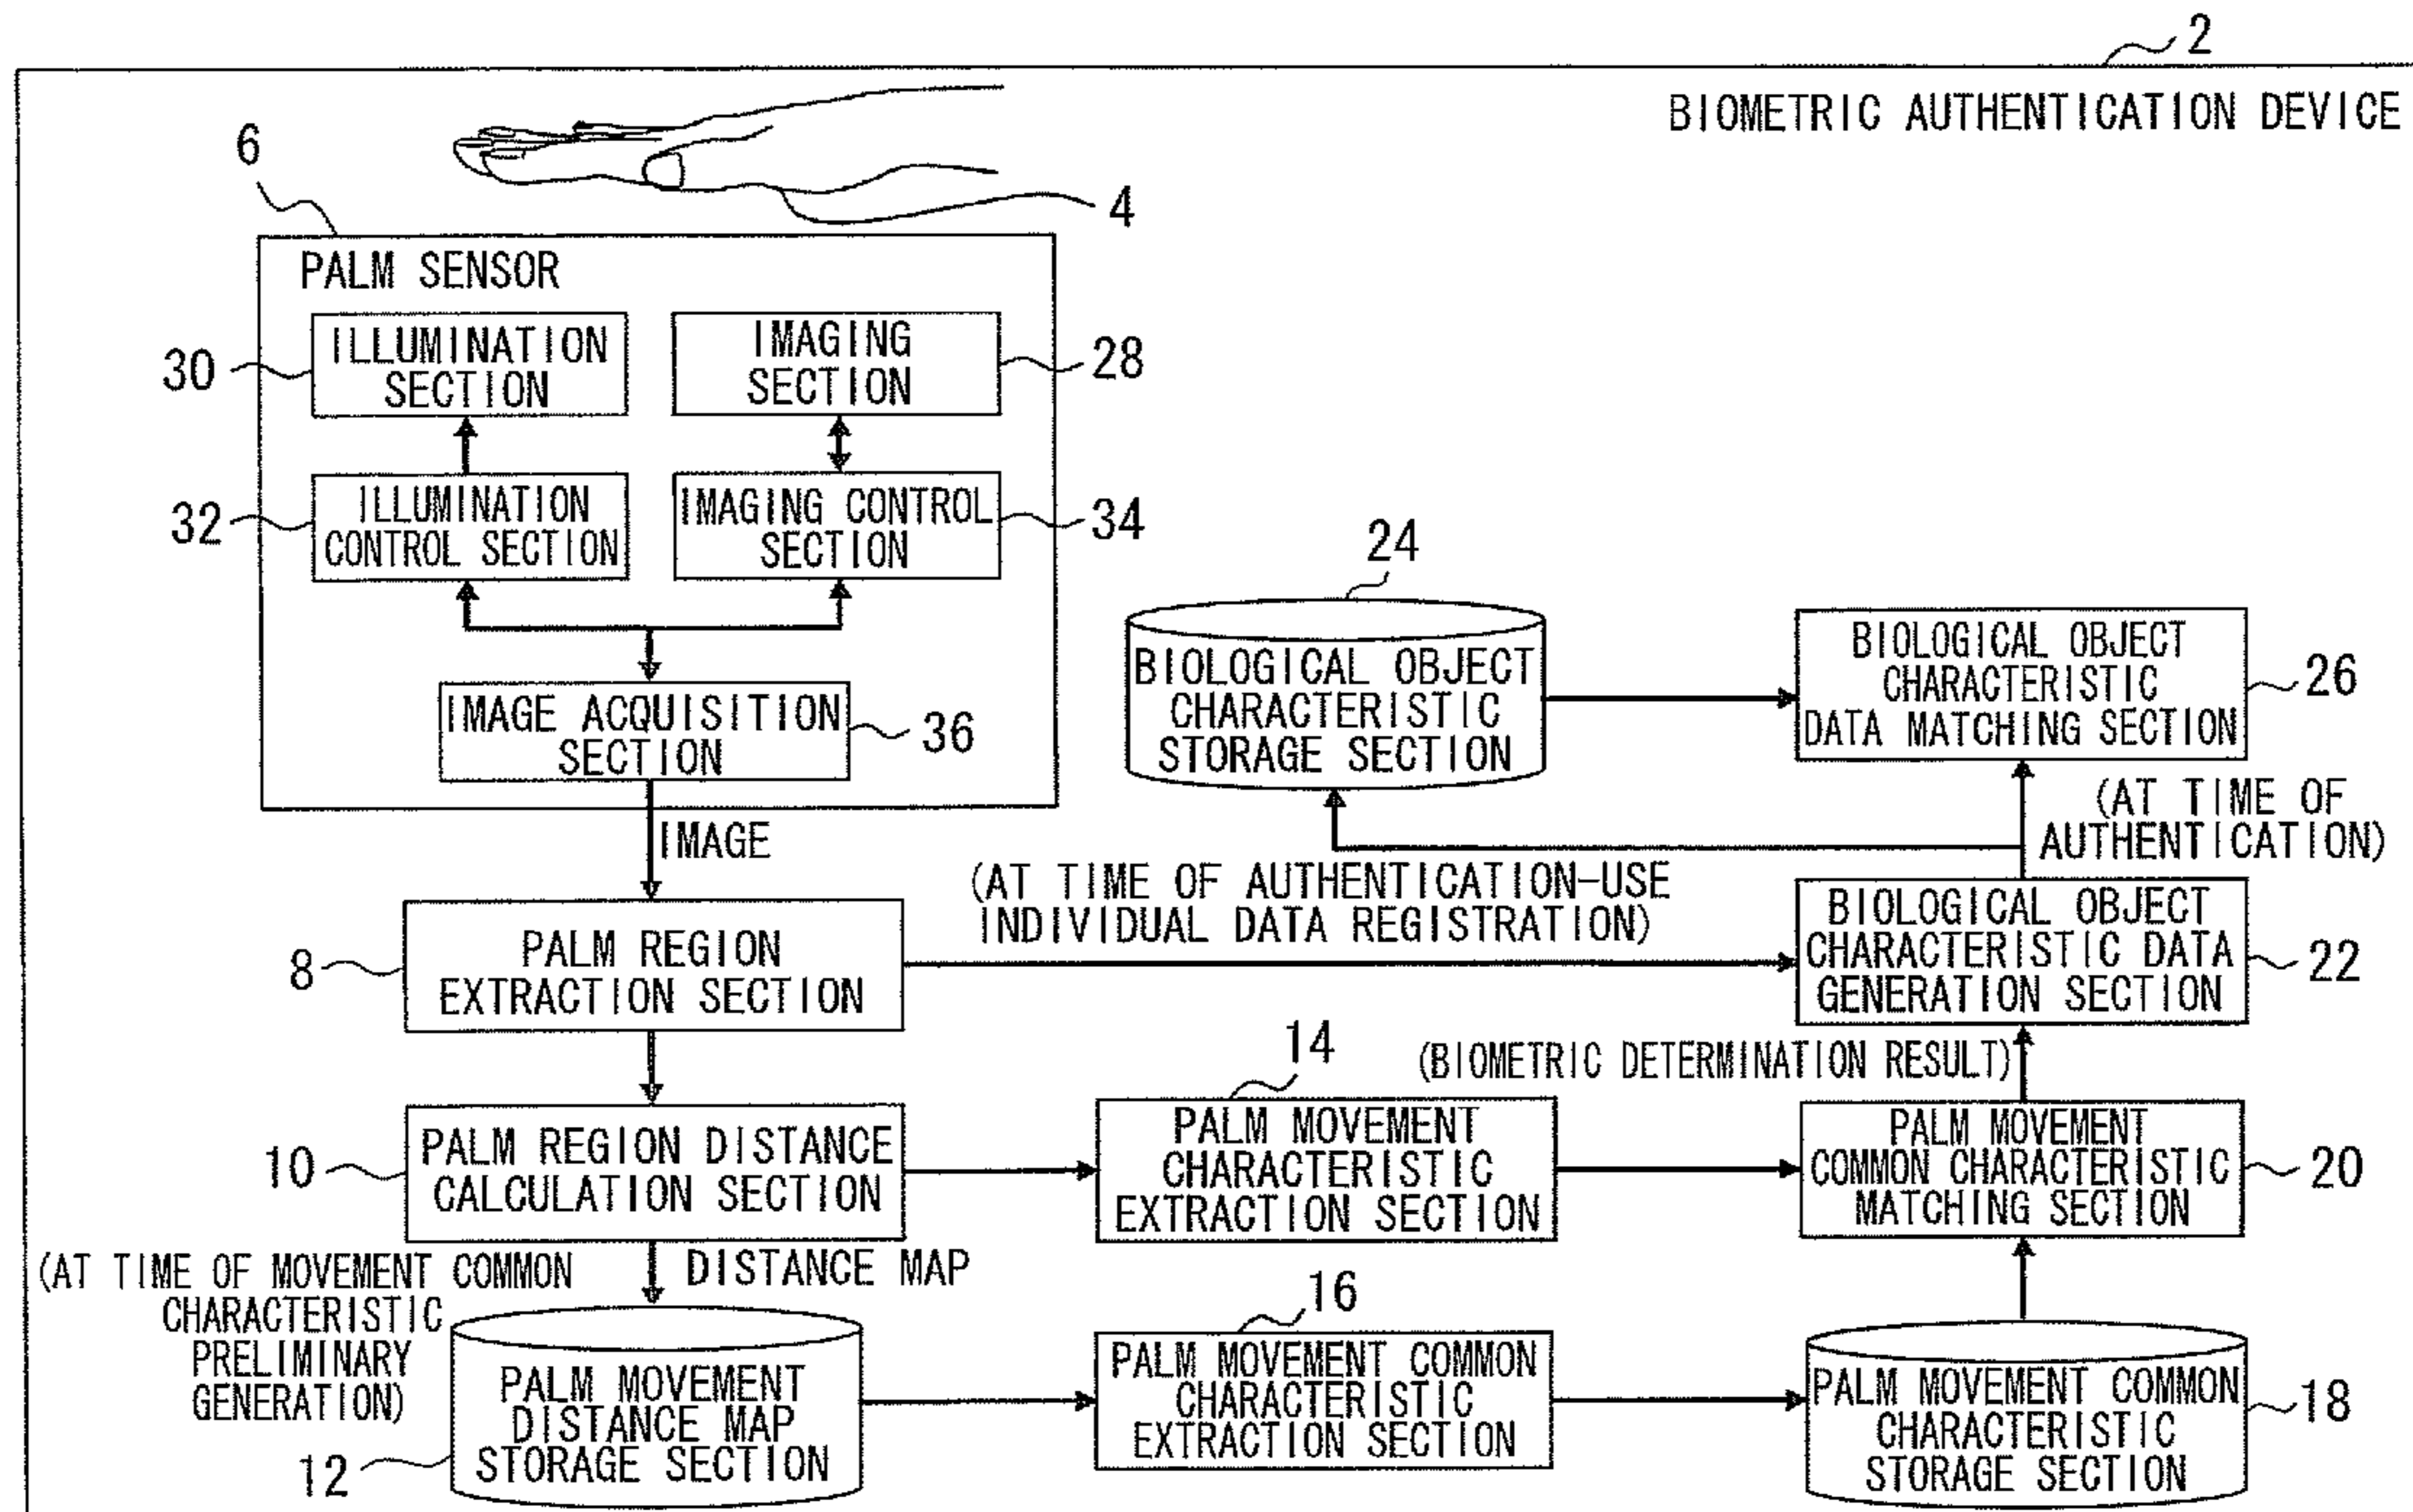 2
BIOMETRIC AUTHENTICATION DEVICE
6
4
PALM SENSOR
30
ILLUMINATION
SECTION
IMAGING
SECTION
28
32
ILLUMINATION
CONTROL SECTION
IMAGING CONTROL
SECTION
34
IMAGE ACQUISITION
SECTION
36
24
BIOLOGICAL OBJECT
CHARACTERISTIC
STORAGE SECTION
BIOLOGICAL OBJECT
CHARACTERISTIC
DATA MATCHING SECTION
26
IMAGE
(AT TIME OF
AUTHENTICATION)
(AT TIME OF AUTHENTICATION-USE
INDIVIDUAL DATA REGISTRATION)
8
PALM REGION
EXTRACTION SECTION
BIOLOGICAL OBJECT
CHARACTERISTIC DATA
GENERATION SECTION
22
14
(BIOMETRIC DETERMINATION RESULT)
10
PALM REGION DISTANCE
CALCULATION SECTION
PALM MOVEMENT
CHARACTERISTIC
EXTRACTION SECTION
PALM MOVEMENT
COMMON CHARACTERISTIC
MATCHING SECTION
20
(AT TIME OF MOVEMENT COMMON
CHARACTERISTIC
PRELIMINARY
GENERATION)
DISTANCE MAP
16
12
PALM MOVEMENT
DISTANCE MAP
STORAGE SECTION
PALM MOVEMENT COMMON
CHARACTERISTIC
EXTRACTION SECTION
PALM MOVEMENT COMMON
CHARACTERISTIC
STORAGE SECTION
18